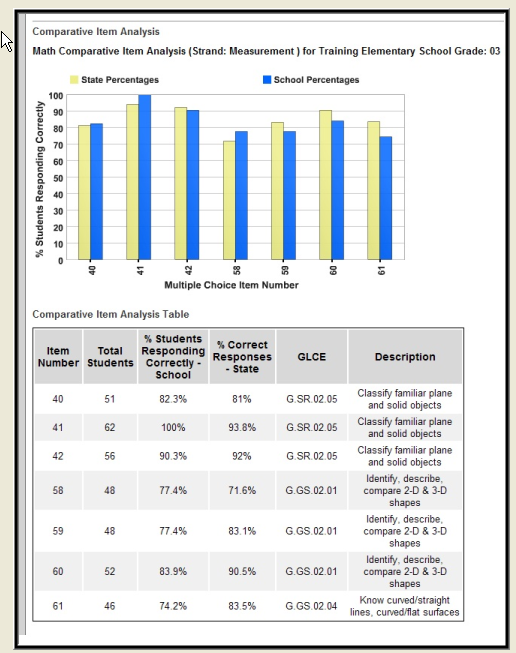 Comparative Item Analysis
Math Comparative Item Analysis (Strand: Measurement ) for Training Elementary School Grade: 03
State Percentages School Percentages
% Students Responding Correctly
100
90
80
70
60
50
40
30
20
10
0
40 41 42 58 59 60 61
Multiple Choice Item Number
Comparative Item Analysis Table
Item Number Total Students % Students Responding Correctly - School % Correct Responses - State GLCE Description
40 51 82.3% 81% G.SR.02.05 Classify familiar plane
and solid objects
41 62 100% 93.8% G.SR.02.05 Classify familiar plane
and solid objects
42 56 90.3% 92% G.SR.02.05 Classify familiar plane
and solid objects
58 48 77.4% 71.6% G.GS.02.01 Identify, describe,
compare 2-D & 3-D
shapes
59 48 77.4% 83.1% G.GS.02.01 Identify, describe,
compare 2-D & 3-D
shapes
60 52 83.9% 90.5% G.GS.02.01 Identify, describe,
compare 2-D & 3-D
shapes
61 46 74.2% 83.5% G.GS.02.04 Know curved/straight
lines, curved/flat surfaces